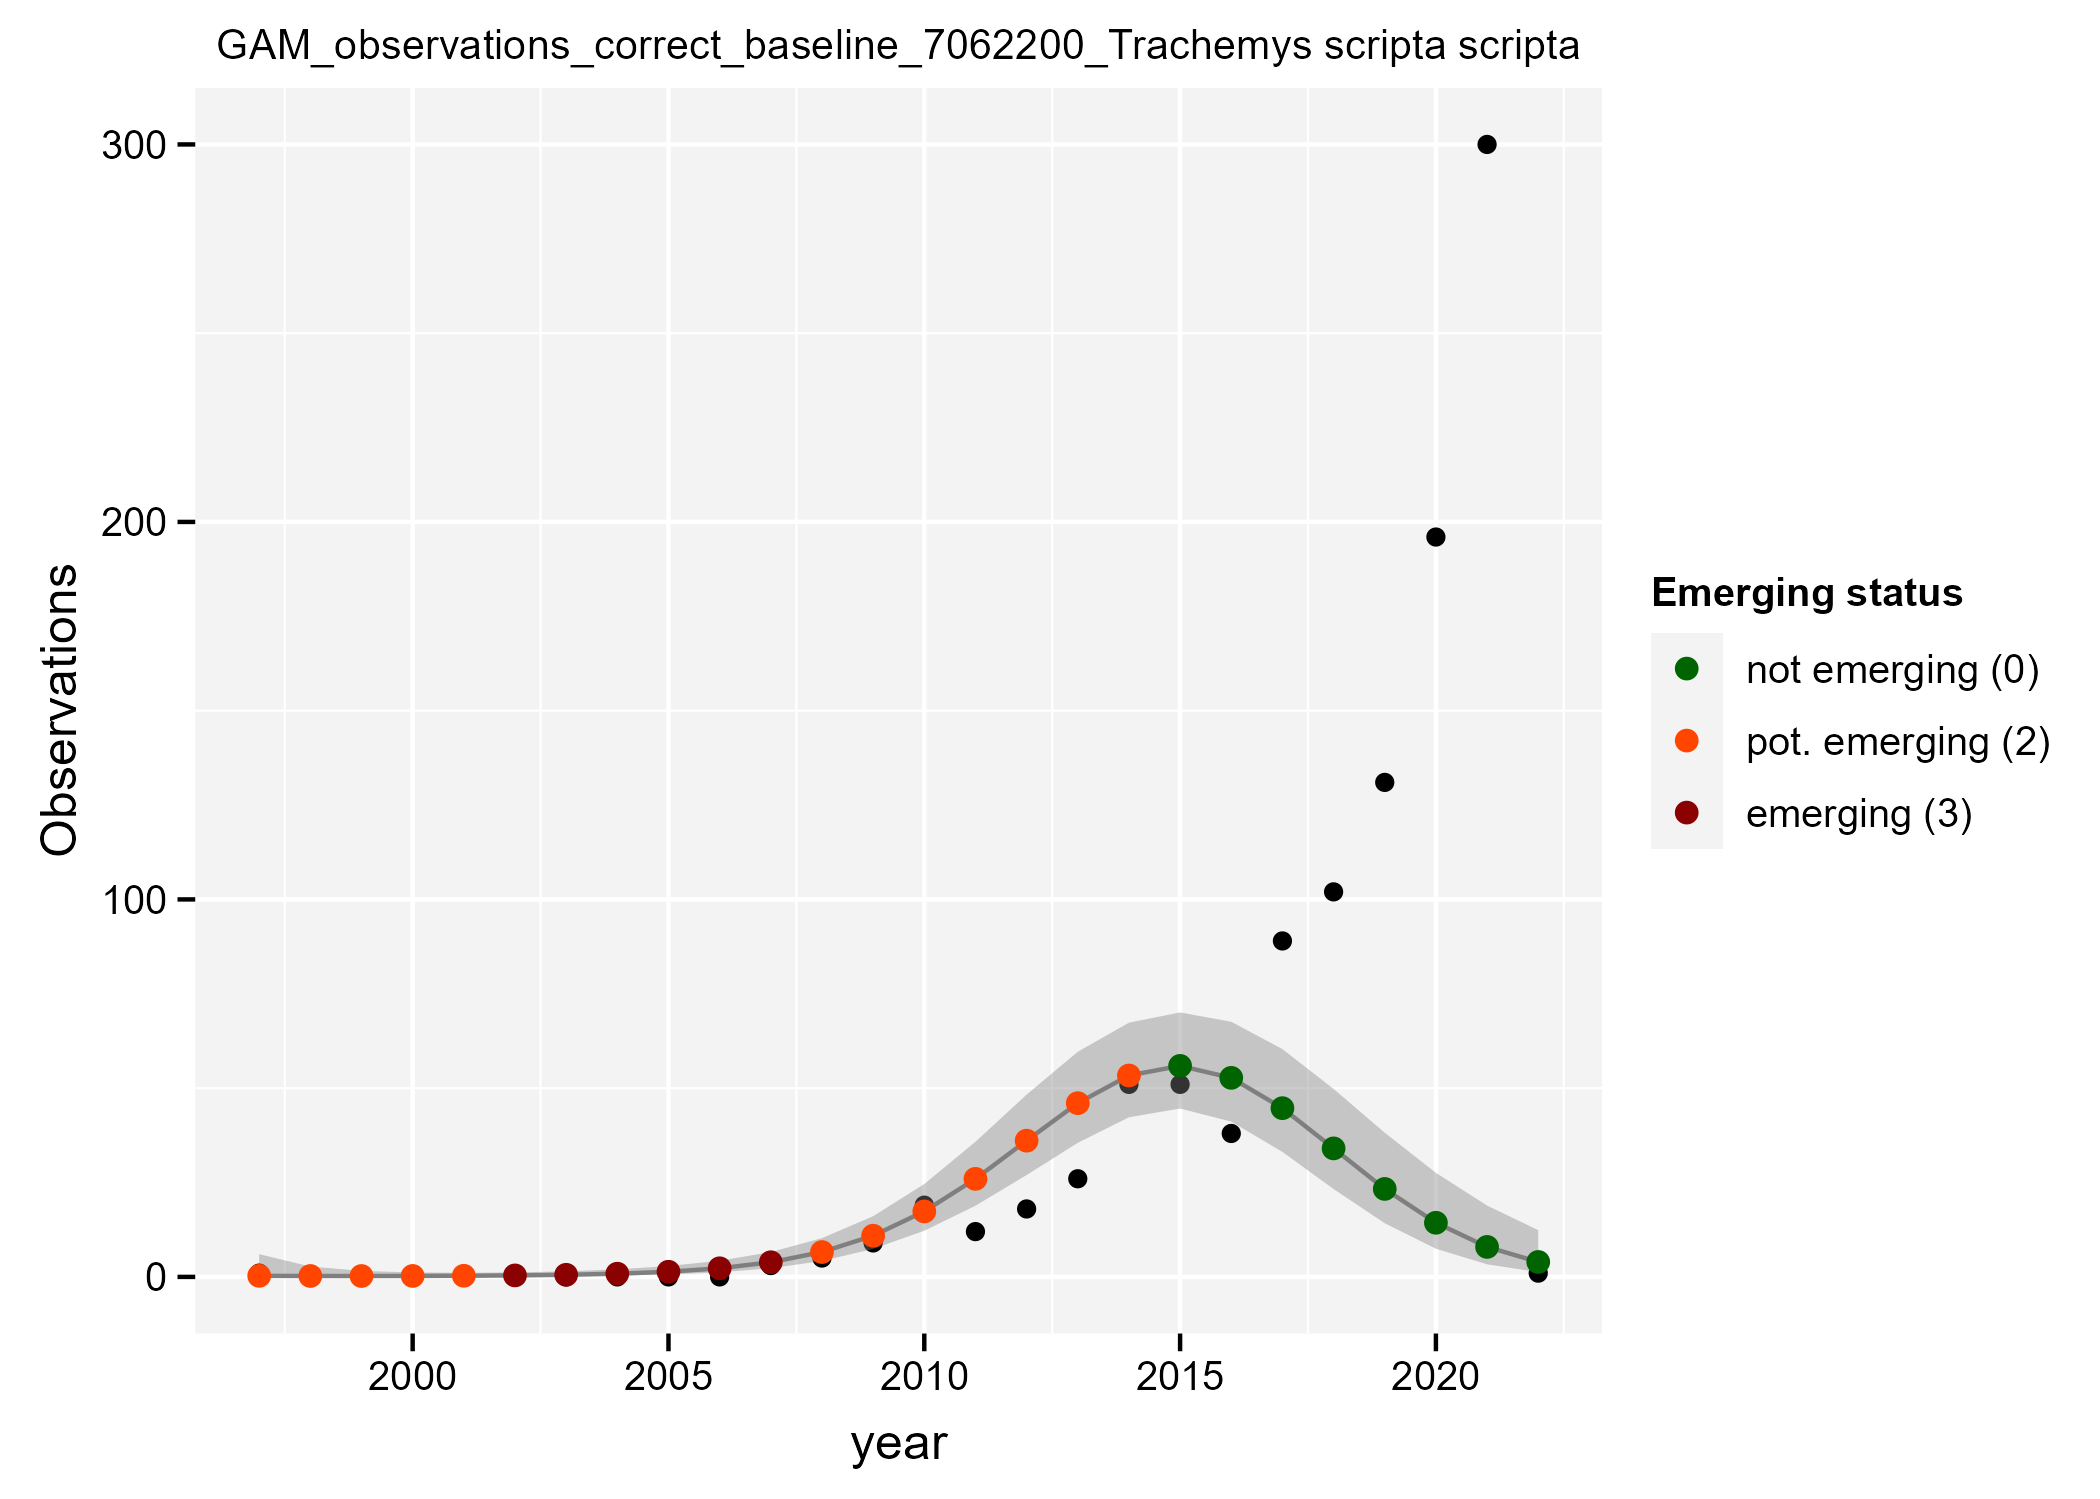 GAM_observations_correct_baseline_7062200_Trachemys scripta scripta
300
200
100
0
Observations
2000 2005 2010 2015 2020
year
Emerging status
not emerging (0)
pot. emerging (2)
emerging (3)